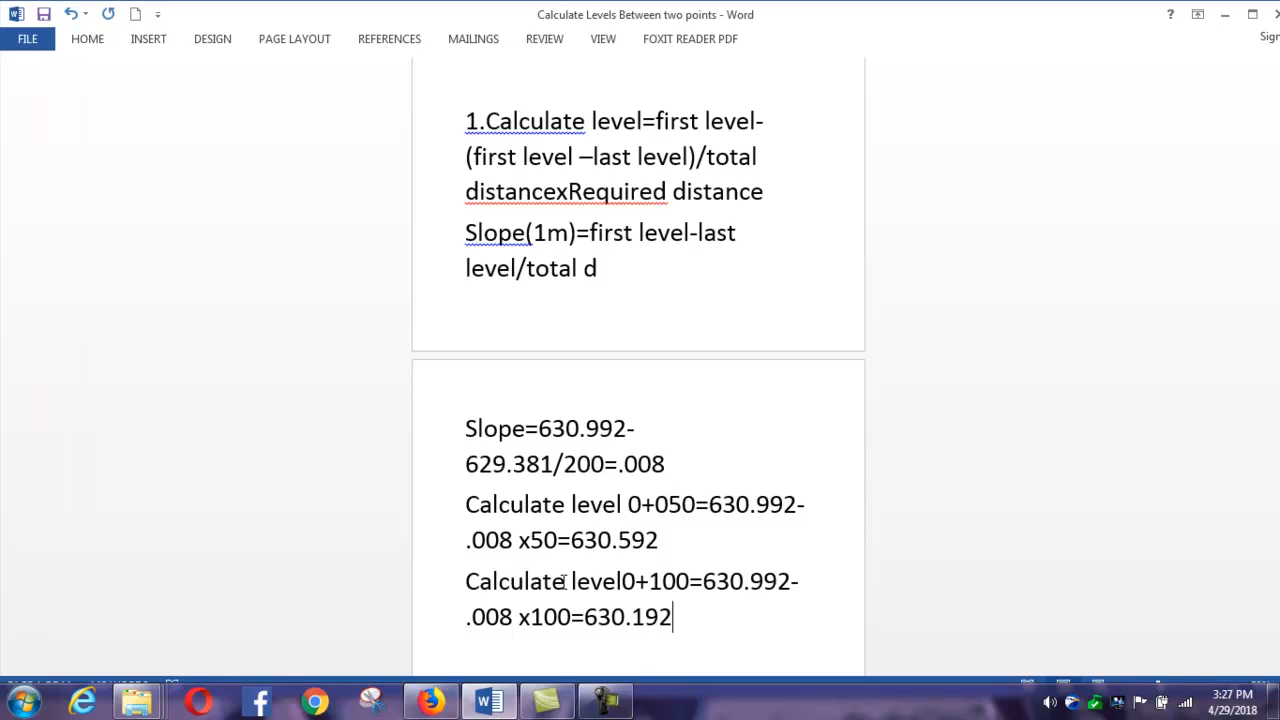 Calculate Levels Between two points - Word
?
Sign
FILE HOME INSERT DESIGN PAGE LAYOUT REFERENCES MAILINGS REVIEW VIEW FOXIT READER PDF
1.Calculate level=first level-
(first level –last level)/total
distancexRequired distance
Slope(1m)=first level-last
level/total d
Slope=630.992-
629.381/200=.008
Calculate level 0+050=630.992-
.008 x50=630.592
Calculate level0+100=630.992-
.008 x100=630.192
3:27 PM
4/29/2018